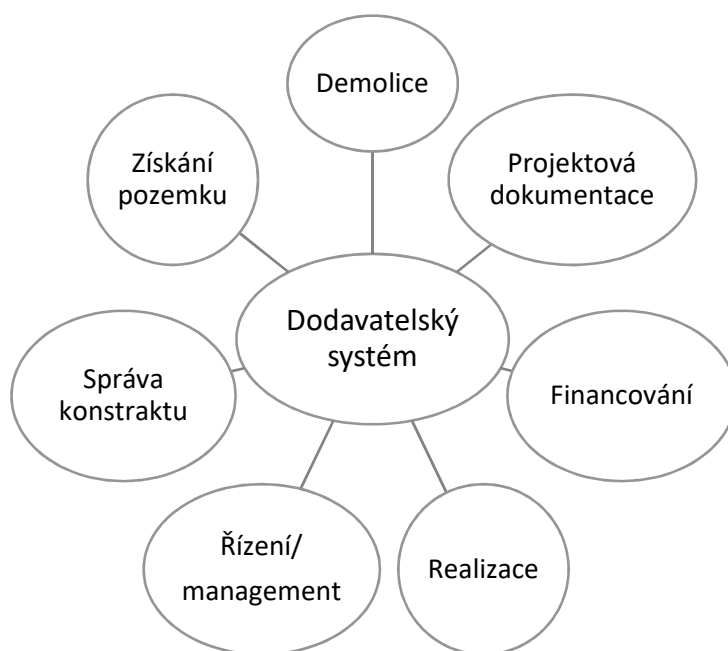 Demolice
Získání
pozemku
Projektová
dokumentace
Dodavatelský
systém
Správa
konstraktu
Financování
Řízení/
management
Realizace